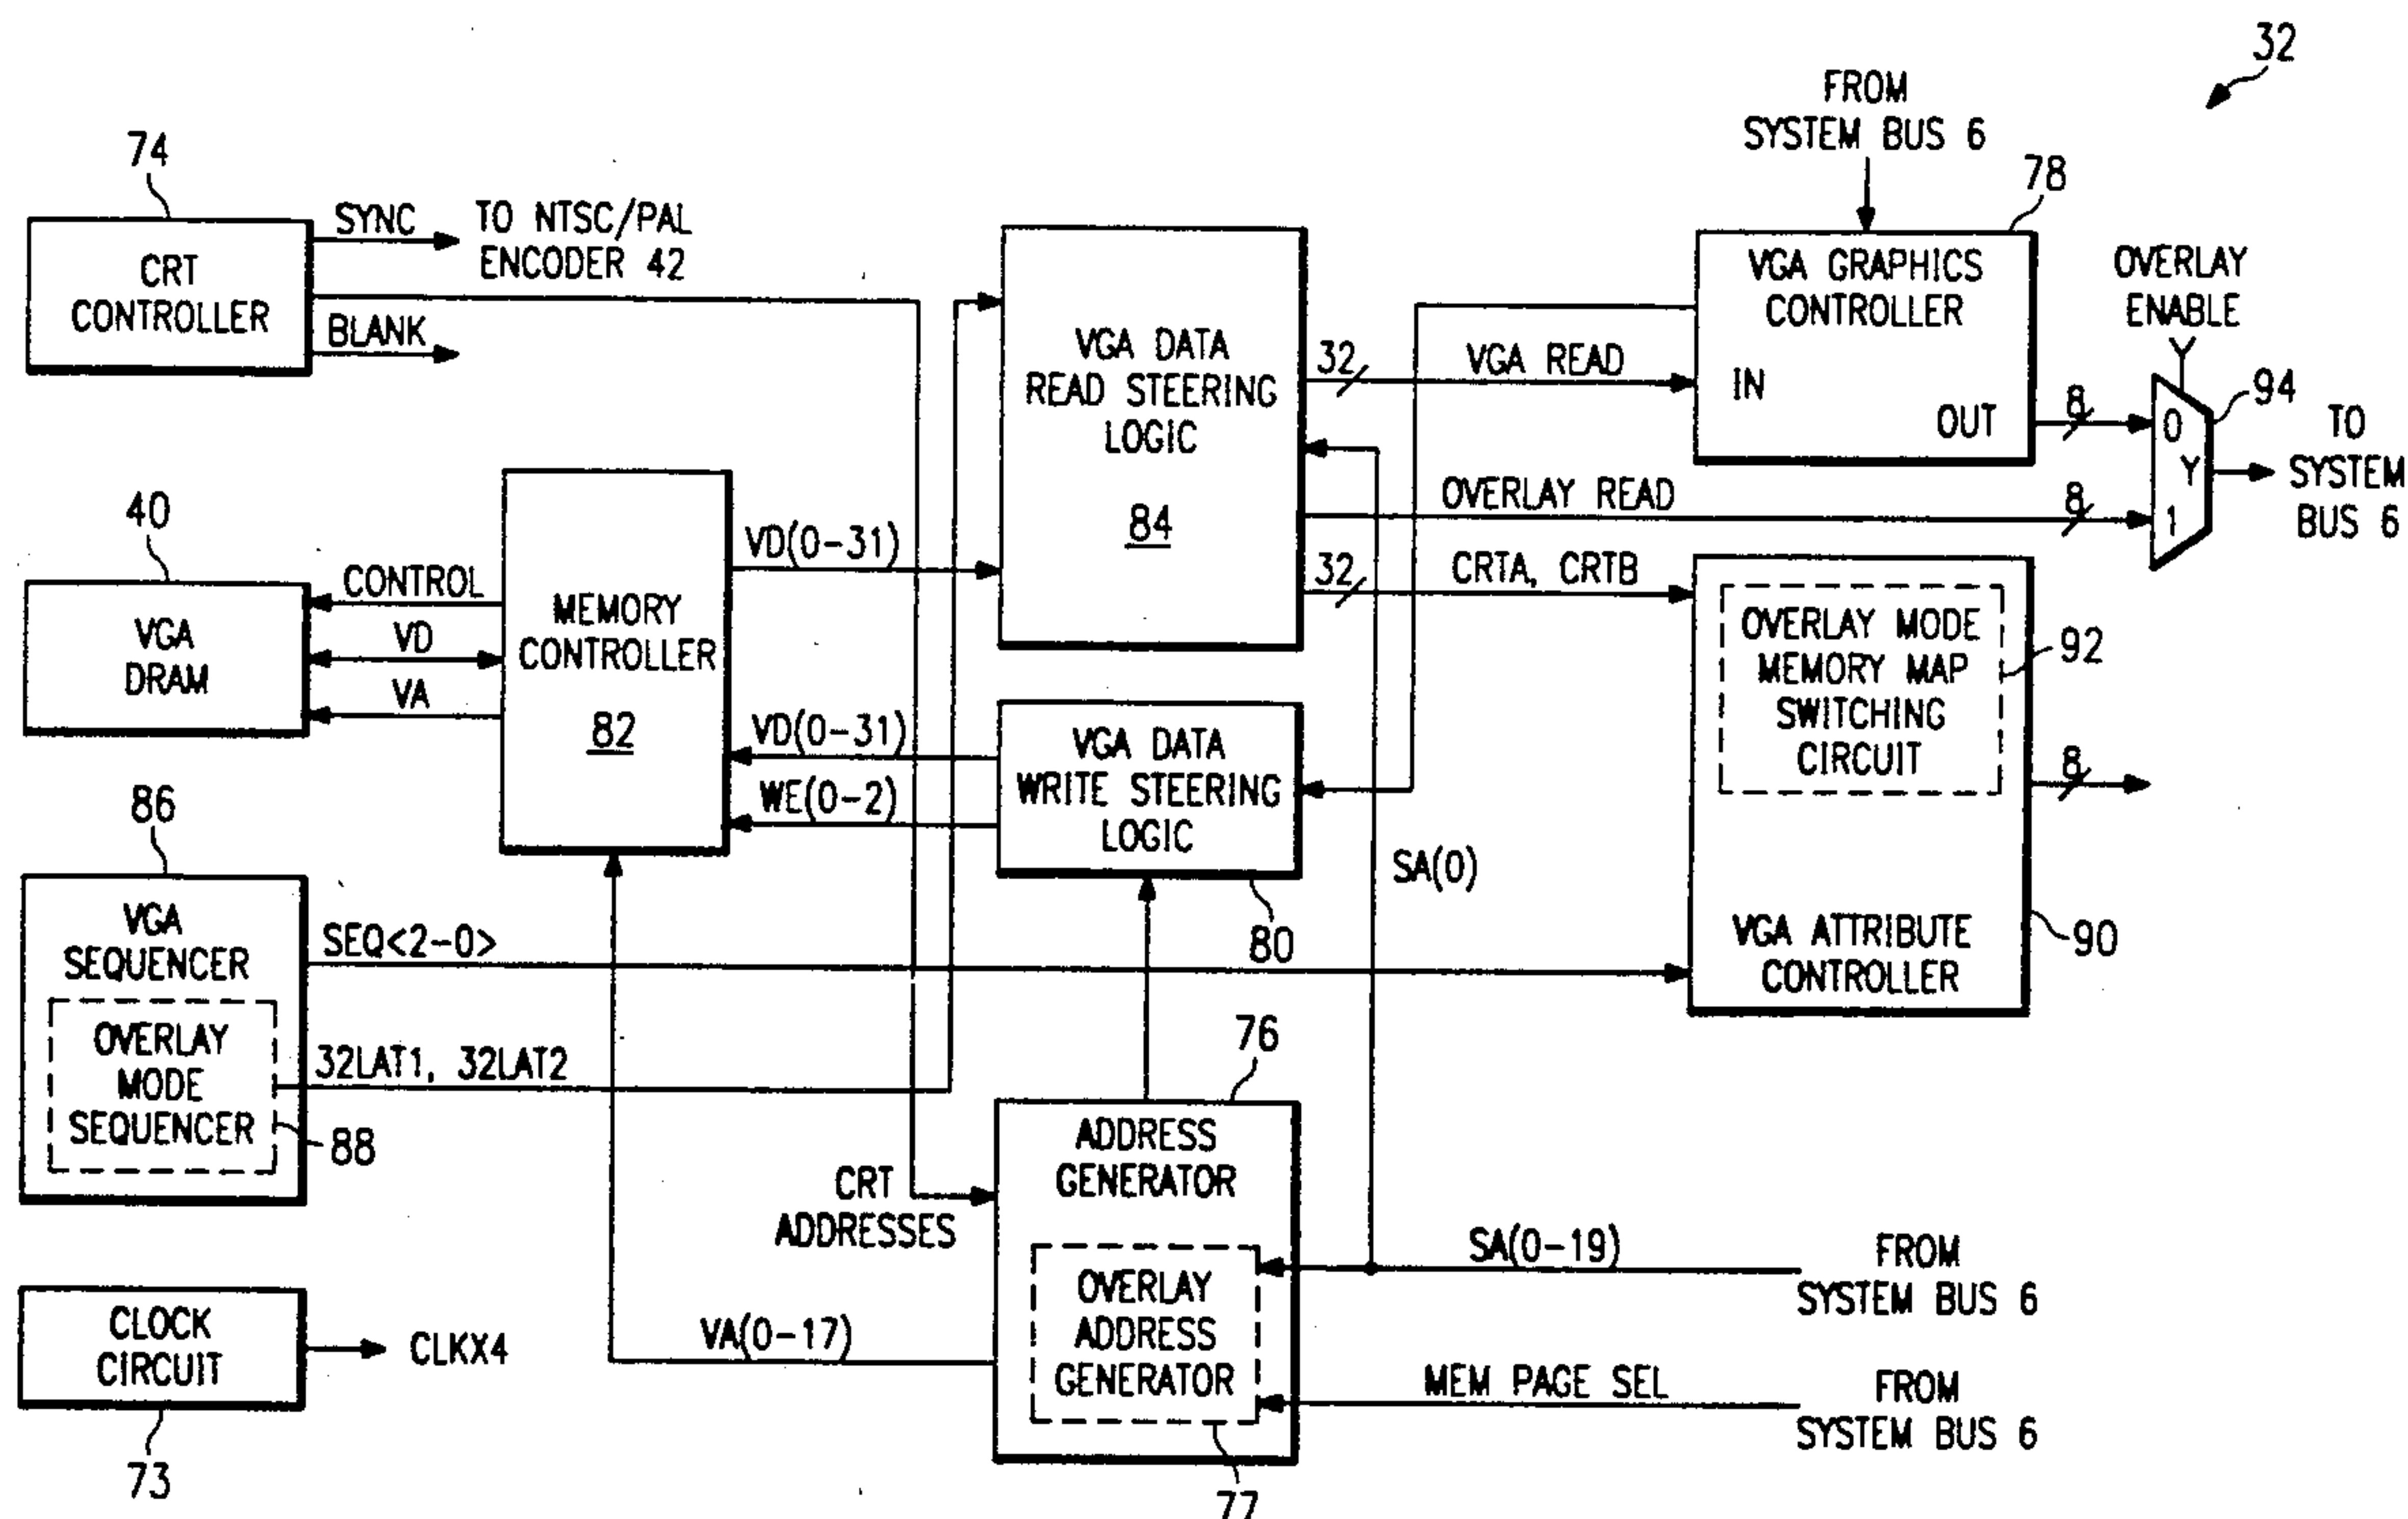 32
FROM
SYSTEM BUS 6
74
78
SYNC
TO NTSC/PAL
ENCODER 42
CRT
CONTROLLER
BLANK
VGA GRAPHICS
CONTROLLER
IN
OUT
OVERLAY
ENABLE
94
8
0
Y
1
8
TO
SYSTEM
BUS 6
VGA DATA
READ STEERING
LOGIC
84
32
VGA READ
OVERLAY READ
32
CRTA, CRTB
40
VGA
DRAM
CONTROL
VD
VA
MEMORY
CONTROLLER
82
VD(0-31)
VD(0-31)
WE(0-2)
VGA DATA
WRITE STEERING
LOGIC
80
SA(0)
OVERLAY MODE
MEMORY MAP
SWITCHING
CIRCUIT
92
8
VGA ATTRIBUTE
CONTROLLER
90
86
VGA
SEQUENCER
SEQ<2-0>
OVERLAY
MODE
SEQUENCER
88
32LAT1, 32LAT2
76
ADDRESS
GENERATOR
CRT
ADDRESSES
OVERLAY
ADDRESS
GENERATOR
77
SA(0-19)
FROM
SYSTEM BUS 6
MEM PAGE SEL
FROM
SYSTEM BUS 6
VA(0-17)
CLOCK
CIRCUIT
CLKX4
73